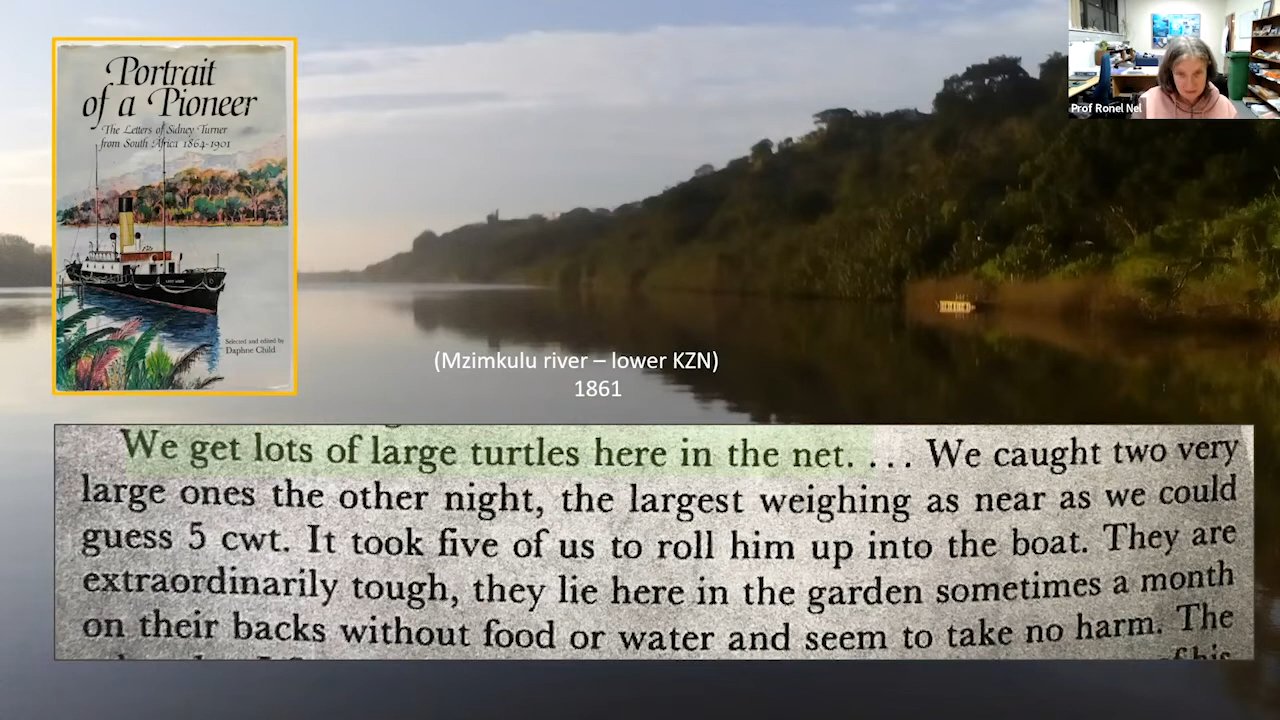 Portrait
of a Pioneer
The Letters of Sidney Turner
from South Africa 1864-1901
Selected and edited by
Daphne Child
Prof Ronel Nel
(Mzimkulu river – lower KZN)
1861
We get lots of large turtles here in the net. . . . We caught two very
large ones the other night, the largest weighing as near as we could
guess 5 cwt. It took five of us to roll him up into the boat. They are
extraordinarily tough, they lie here in the garden sometimes a month
on their backs without food or water and seem to take no harm. The
of his